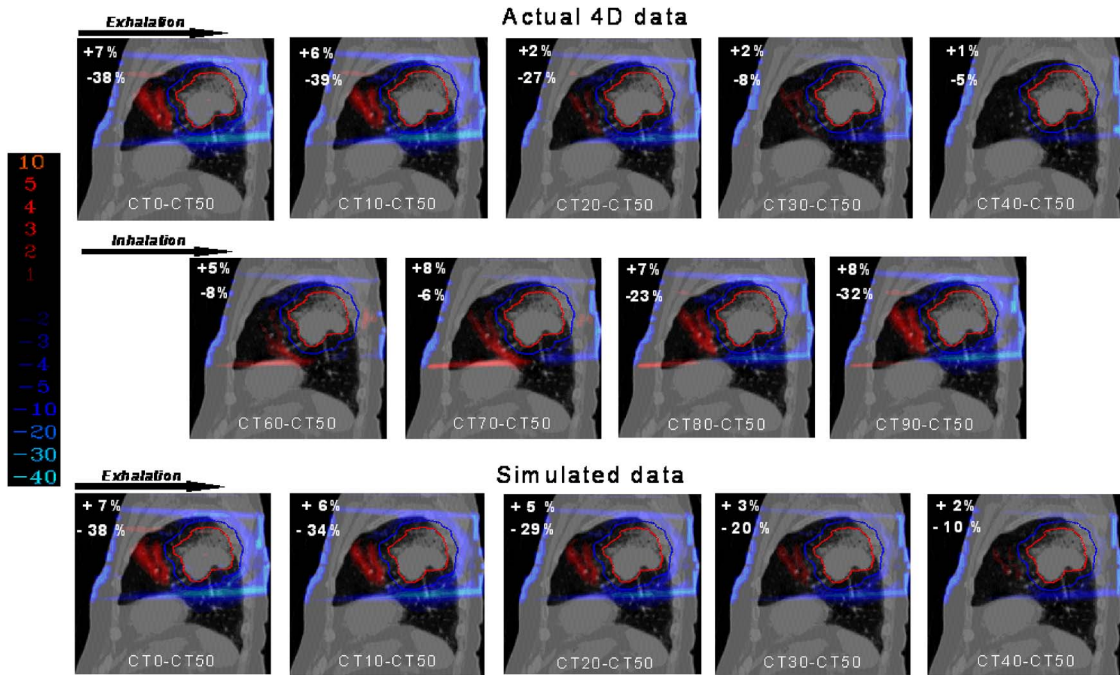 Actual 4D data
Exhalation
+7%
-38%
CT0-CT50
+6%
-39%
CT10-CT50
+2%
-27%
CT20-CT50
+2%
-8%
CT30-CT50
+1%
-5%
CT40-CT50
10
5
4
3
2
1
-2
-3
-4
-5
-10
-20
-30
-40
Inhalation
+5%
-8%
CT60-CT50
+8%
-6%
CT70-CT50
+7%
-23%
CT80-CT50
+8%
-32%
CT90-CT50
Simulated data
Exhalation
+ 7%
- 38%
CT0-CT50
+ 6%
- 34%
CT10-CT50
+ 5 %
- 29%
CT20-CT50
+ 3 %
- 20 %
CT30-CT50
+ 2%
- 10 %
CT40-CT50